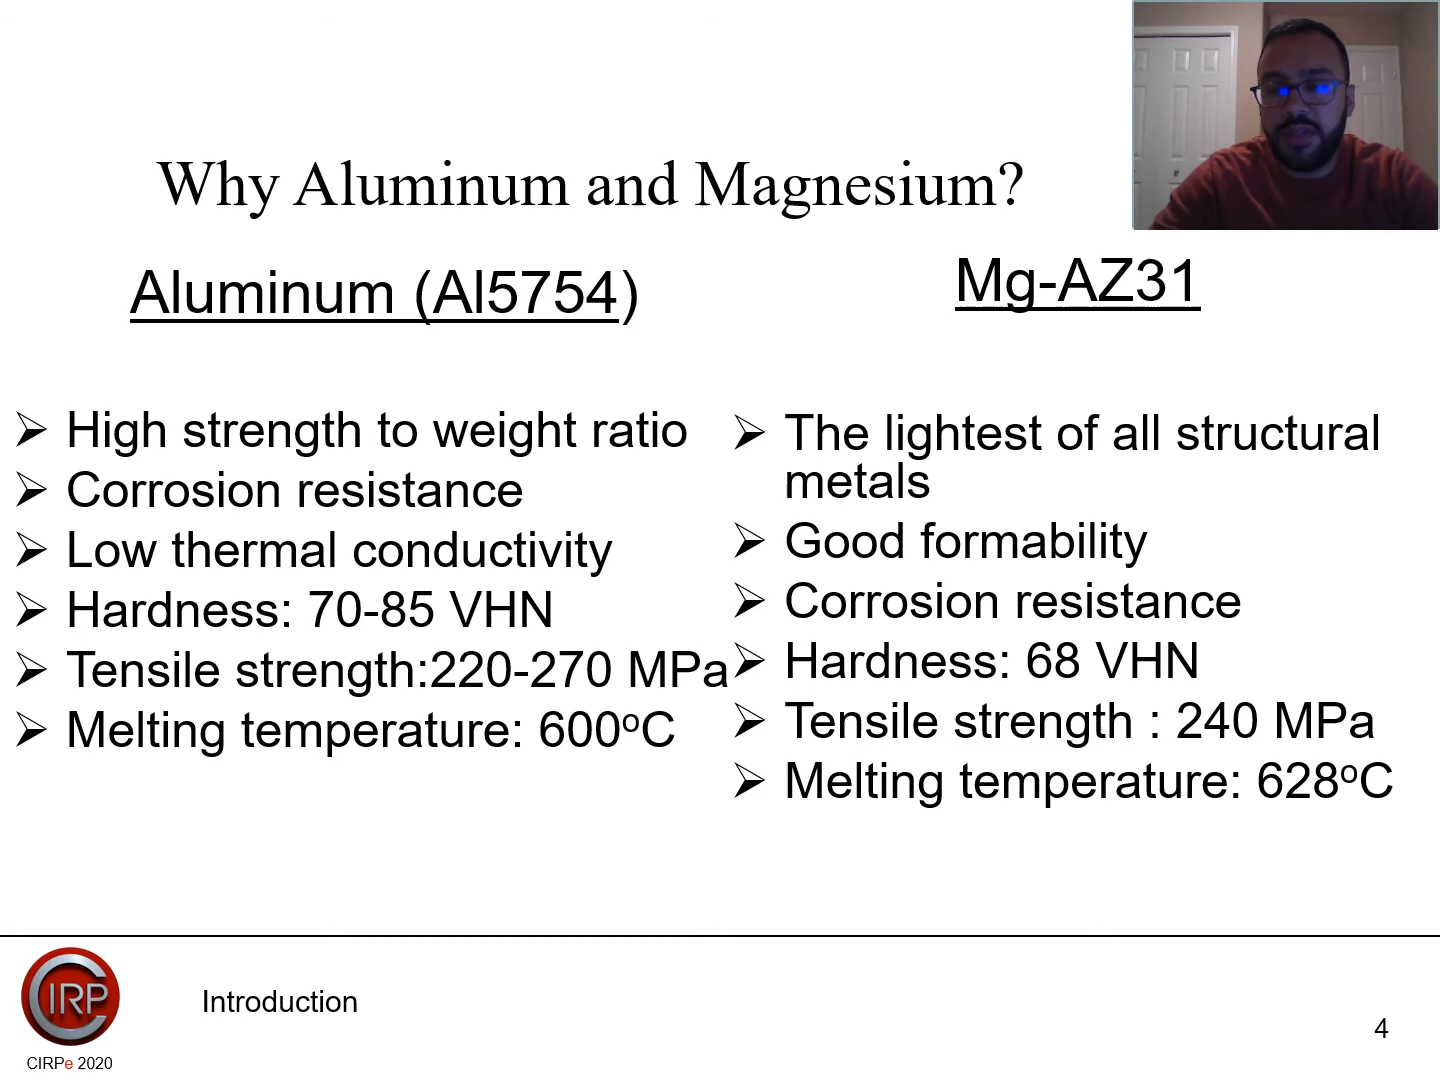 Why Aluminum and Magnesium?
Aluminum (Al5754)
➢ High strength to weight ratio
➢ Corrosion resistance
➢ Low thermal conductivity
➢ Hardness: 70-85 VHN
➢ Tensile strength:220-270 MPa
➢ Melting temperature: 600ºC
Mg-AZ31
➢ The lightest of all structural
metals
➢ Good formability
➢ Corrosion resistance
➢ Hardness: 68 VHN
➢ Tensile strength : 240 MPa
➢ Melting temperature: 628ºC
CIRP
CIRPe 2020
Introduction
4